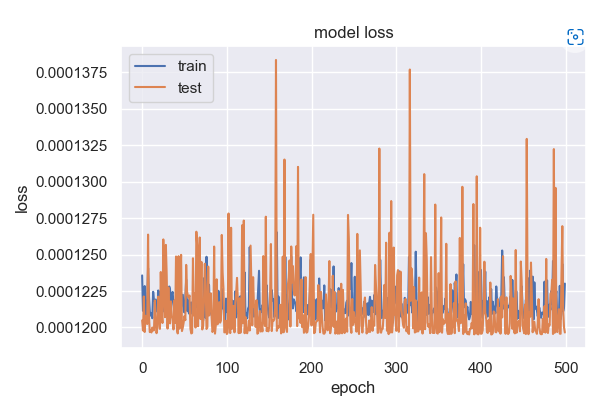 model loss
train
test
loss
0.0001375
0.0001350
0.0001325
0.0001300
0.0001275
0.0001250
0.0001225
0.0001200
0 100 200 300 400 500
epoch